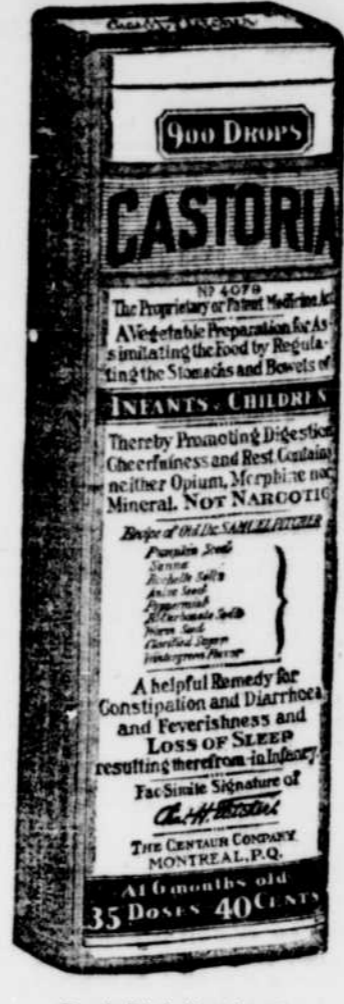 900 DROPS
CASTORIA
Nº 4079
The Proprietary or Patent Medicine Act
A Vegetable Preparation for As-
similating the Food by Regula-
ting the Stomachs and Bowels of
INFANTS & CHILDREN
Thereby Promoting Digestion
Cheerfulness and Rest Contains
neither Opium, Morphine nor
Mineral. NOT NARCOTIC
Recipe of Old Dr. SAMUEL PITCHER
Pumpkin Seed
Senna
Rochelle Salts
Anise Seed
Peppermint
Bi Carbonate Soda
Worm Seed
Clarified Sugar
Wintergreen Flavor
A helpful Remedy for
Constipation and Diarrhoea
and Feverishness and
LOSS OF SLEEP
resulting therefrom-in Infancy.
Fac-Simile Signature of
Chas. H. Fletcher
THE CENTAUR COMPANY.
MONTREAL, P.Q.
At 6 months old
35 DOSES 40 CENTS